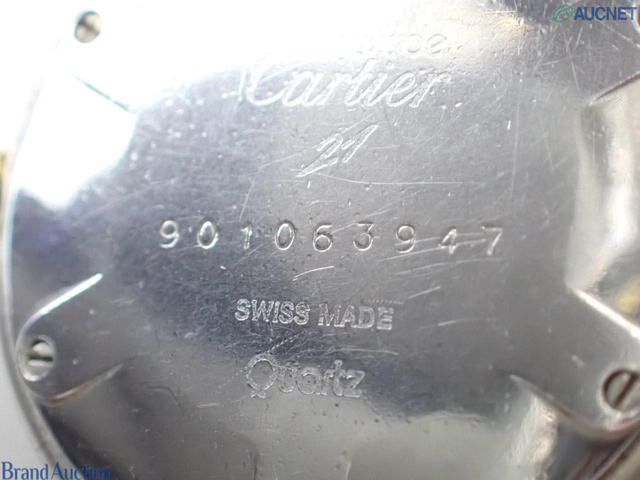 AUCNET
Cartier
21
901063947
SWISS MADE
Quartz
Brand Auction